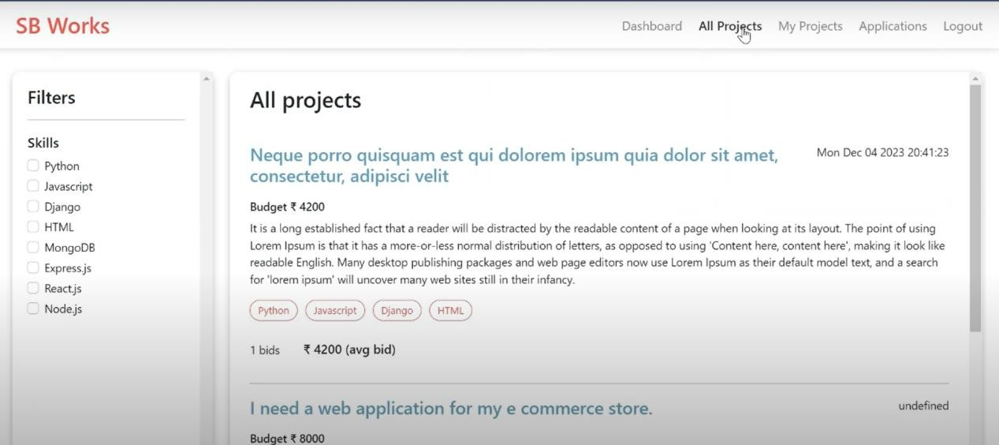 SB Works
Dashboard All Projects My Projects Applications Logout
Filters
Skills
Python
Javascript
Django
HTML
MongoDB
Express.js
React.js
Node.js
All projects
Neque porro quisquam est qui dolorem ipsum quia dolor sit amet,
consectetur, adipisci velit
Mon Dec 04 2023 20:41:23
Budget ₹ 4200
It is a long established fact that a reader will be distracted by the readable content of a page when looking at its layout. The point of using
Lorem Ipsum is that it has a more-or-less normal distribution of letters, as opposed to using 'Content here, content here', making it look like
readable English. Many desktop publishing packages and web page editors now use Lorem Ipsum as their default model text, and a search
for 'lorem ipsum' will uncover many web sites still in their infancy.
Python Javascript Django HTML
1 bids ₹ 4200 (avg bid)
I need a web application for my e commerce store.
undefined
Budget ₹ 8000